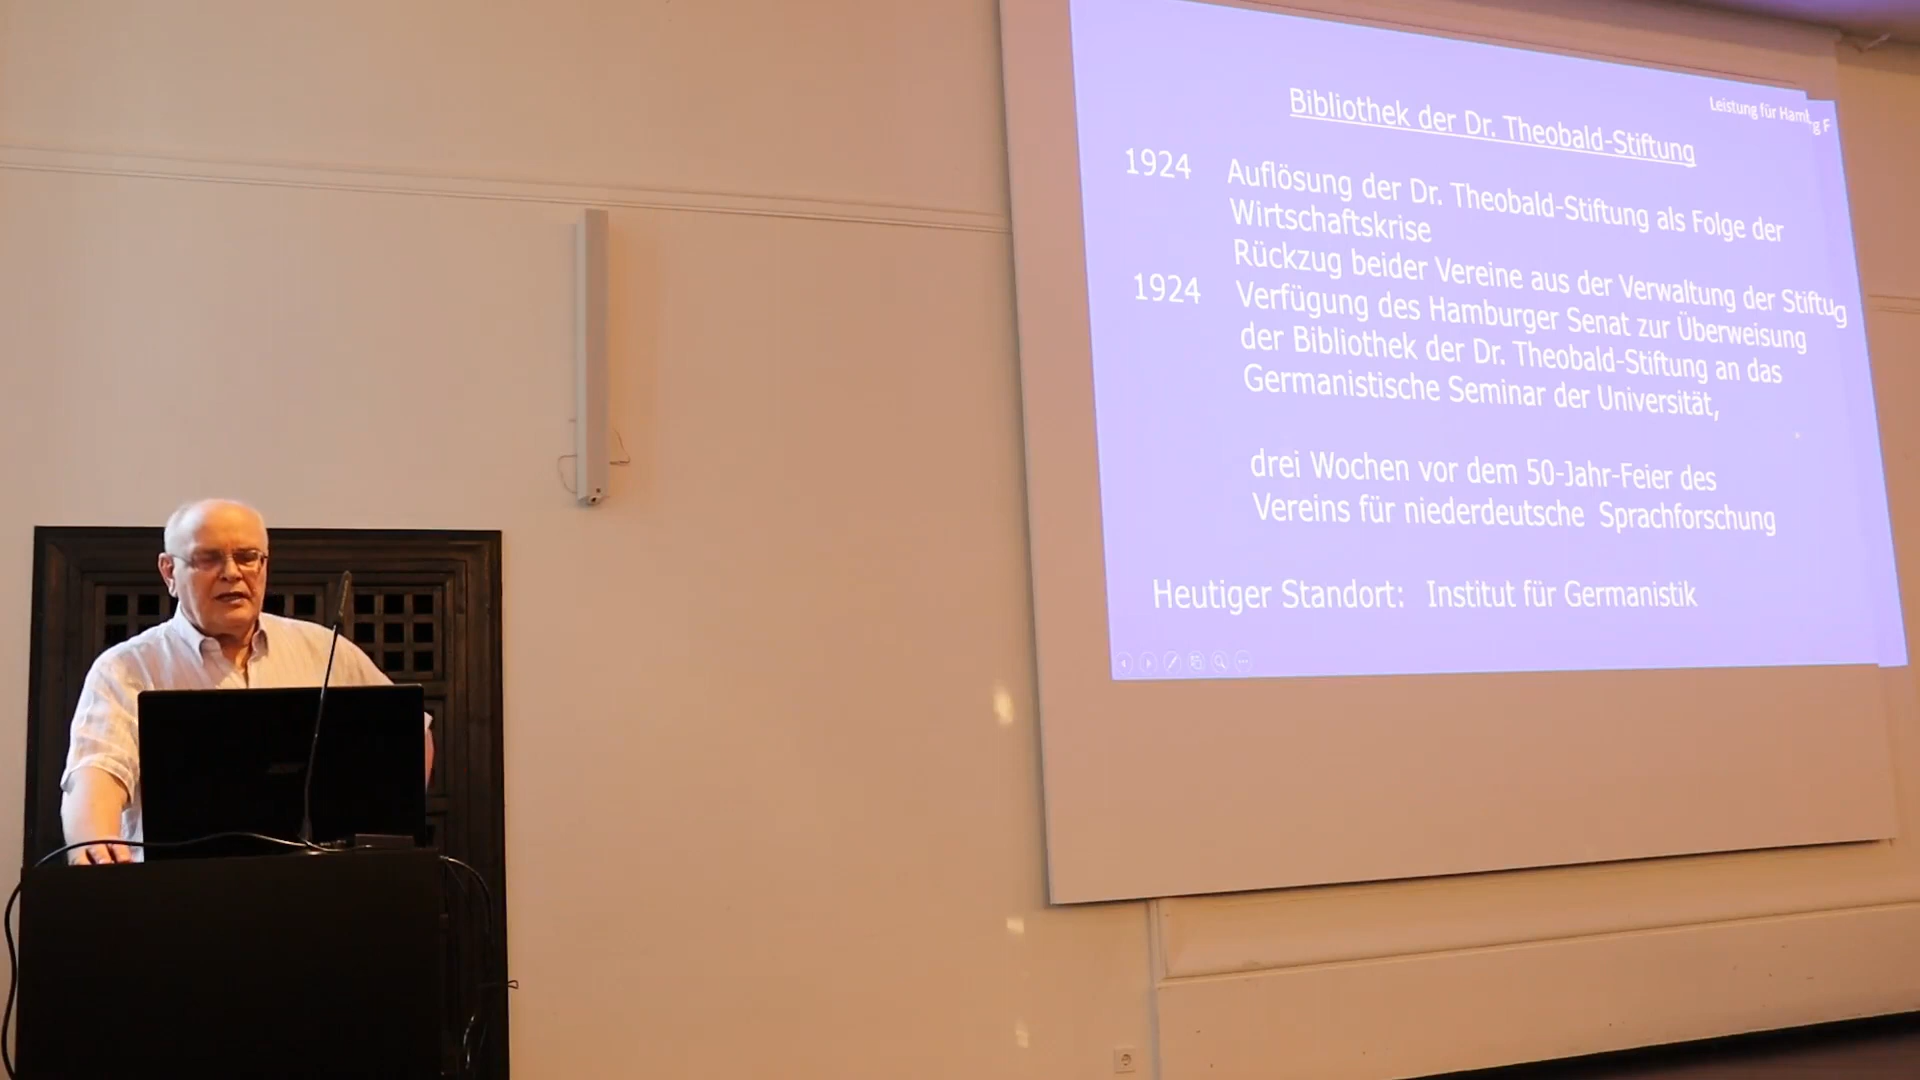 Leistung für Hamb
g F
Bibliothek der Dr. Theobald-Stiftung
1924 Auflösung der Dr. Theobald-Stiftung als Folge der
Wirtschaftskrise
Rückzug beider Vereine aus der Verwaltung der Stiftug
1924 Verfügung des Hamburger Senat zur Überweisung
der Bibliothek der Dr. Theobald-Stiftung an das
Germanistische Seminar der Universität,
drei Wochen vor dem 50-Jahr-Feier des
Vereins für niederdeutsche Sprachforschung
Heutiger Standort: Institut für Germanistik